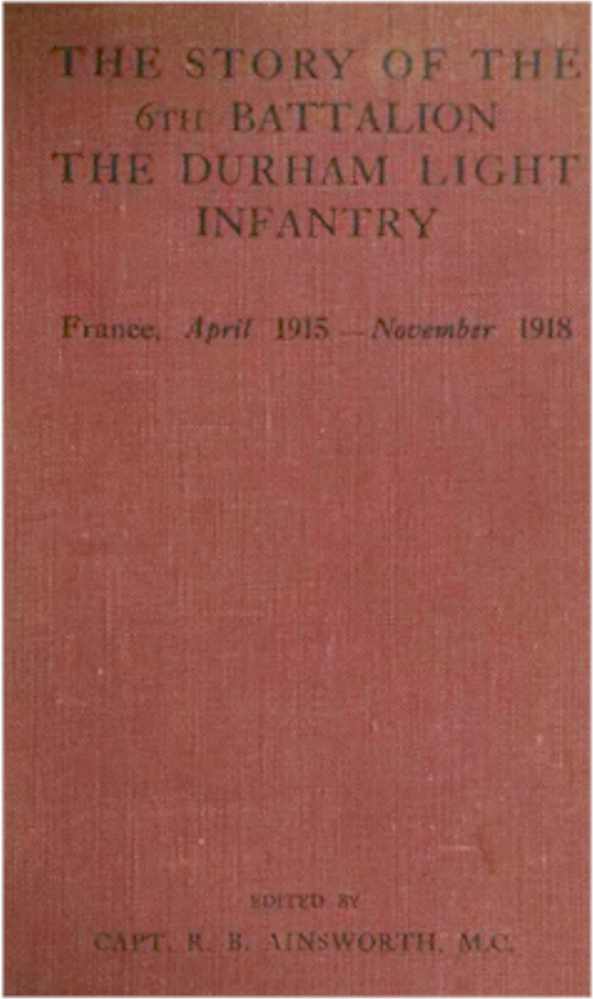 THE STORY OF THE
6TH BATTALION
THE DURHAM LIGHT
INFANTRY
France, April 1915—November 1918
EDITED BY
CAPT. R. B. AINSWORTH, M.C.